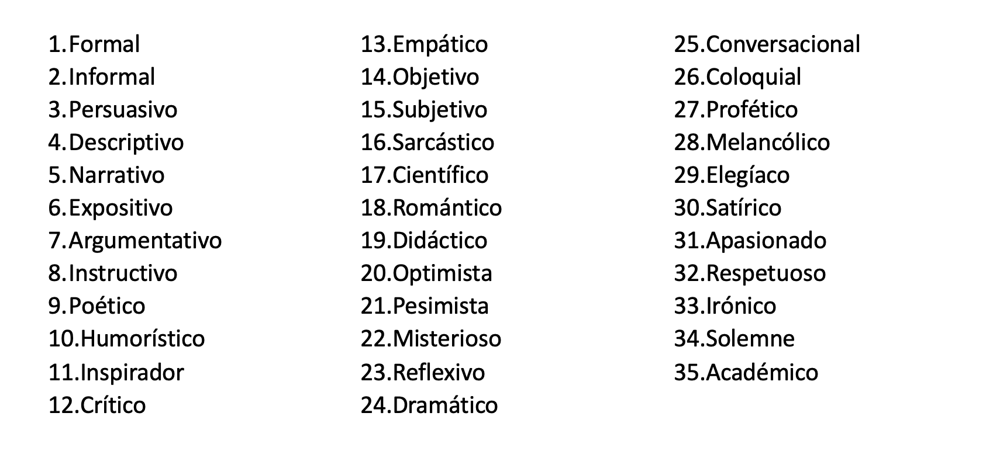 1.Formal
2.Informal
3.Persuasivo
4.Descriptivo
5.Narrativo
6.Expositivo
7.Argumentativo
8.Instructivo
9.Poético
10.Humorístico
11.Inspirador
12.Crítico
13.Empático
14.Objetivo
15.Subjetivo
16.Sarcástico
17.Científico
18.Romántico
19.Didáctico
20.Optimista
21.Pesimista
22.Misterioso
23.Reflexivo
24.Dramático
25.Conversacional
26.Coloquial
27.Profético
28.Melancólico
29.Elegíaco
30.Satírico
31.Apasionado
32.Respetuoso
33.Irónico
34.Solemne
35.Académico